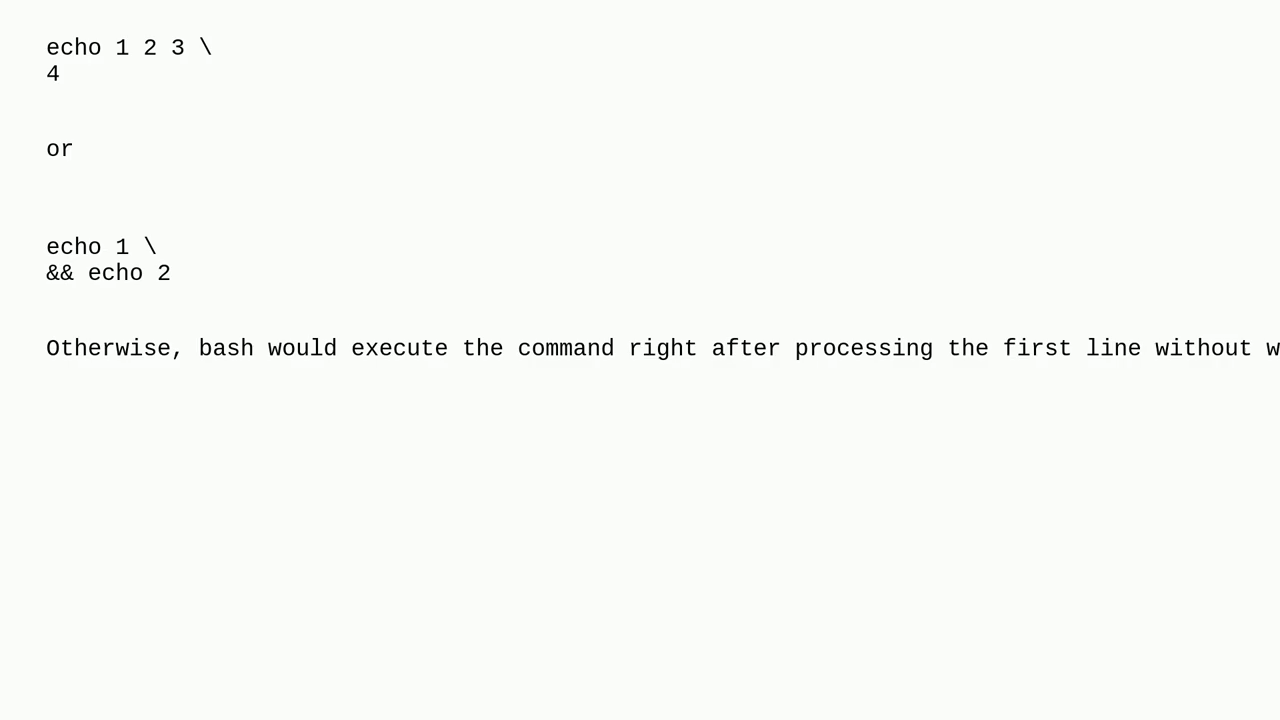 echo 1 2 3 \
4
or
echo 1 \
&& echo 2
Otherwise, bash would execute the command right after processing the first line without